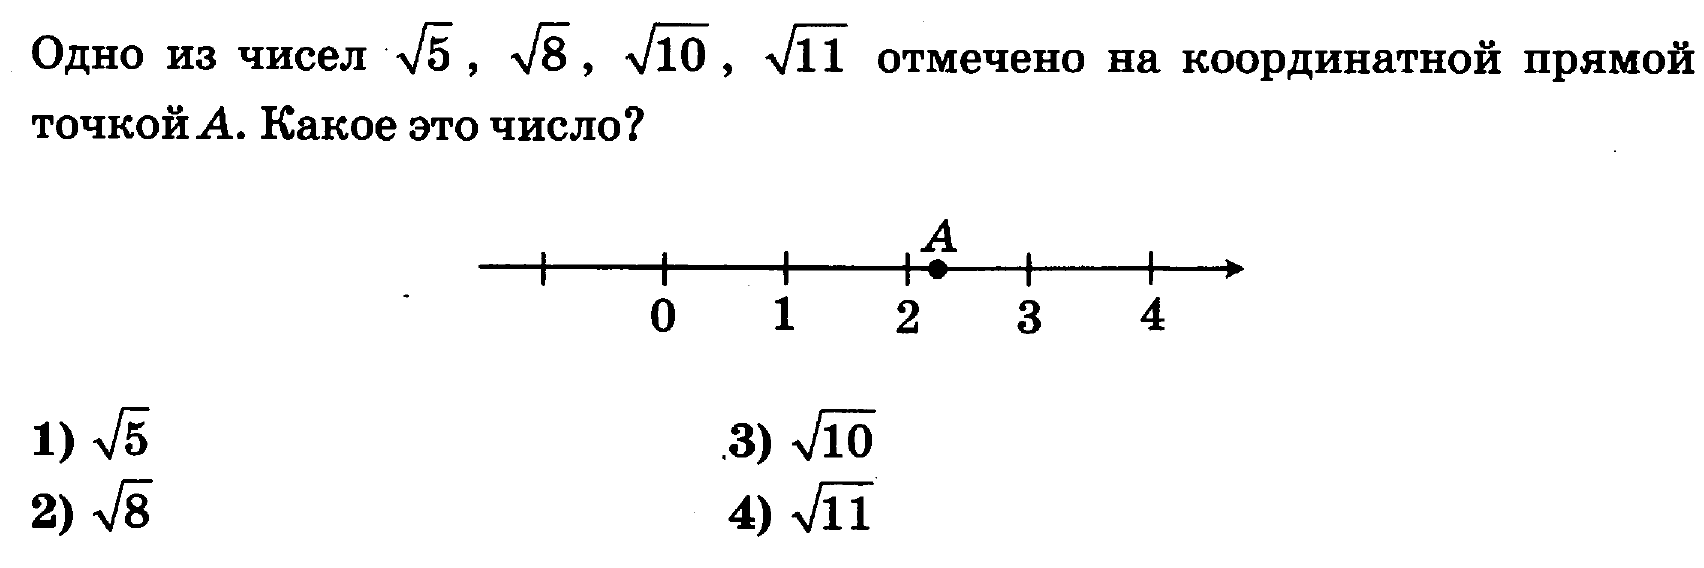 Одно из чисел √5, √8, √10, √11 отмечено на координатной прямой
точкой A. Какое это число?
A
0 1 2 3 4
1) √5 3) √10
2) √8 4) √11